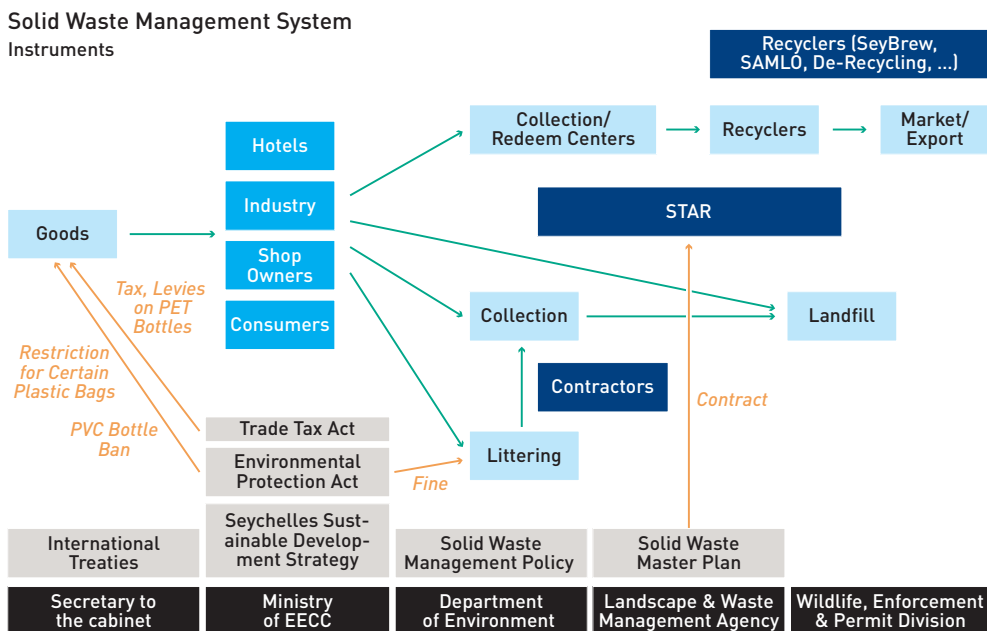 Solid Waste Management System
Instruments
Recyclers (SeyBrew,
SAMLO, De-Recycling, ...)
Collection/
Redeem Centers
Recyclers
Market/
Export
Hotels
Industry
STAR
Goods
Shop
Owners
Tax, Levies
on PET
Bottles
Consumers
Collection
Landfill
Restriction
for Certain
Plastic Bags
Contractors
Contract
PVC Bottle
Ban
Trade Tax Act
Environmental
Protection Act
Fine
Littering
International
Treaties
Seychelles Sust-
ainable Develop-
ment Strategy
Solid Waste
Management Policy
Solid Waste
Master Plan
Secretary to
the cabinet
Ministry
of EECC
Department
of Environment
Landscape & Waste
Management Agency
Wildlife, Enforcement
& Permit Division